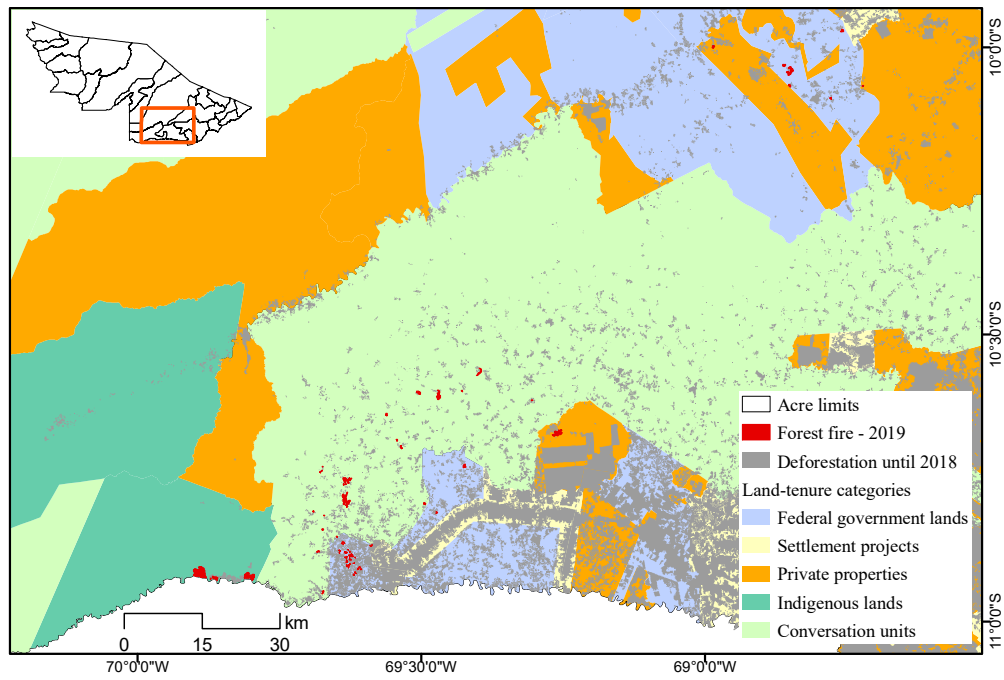 10°0'0"S
10°30'0"S
Acre limits
Forest fire - 2019
Deforestation until 2018
Land-tenure categories
Federal government lands
Settlement projects
Private properties
Indigenous lands
Conversation units
11°0'0"S
km
0 15 30
70°0'0"W 69°30'0"W 69°0'0"W